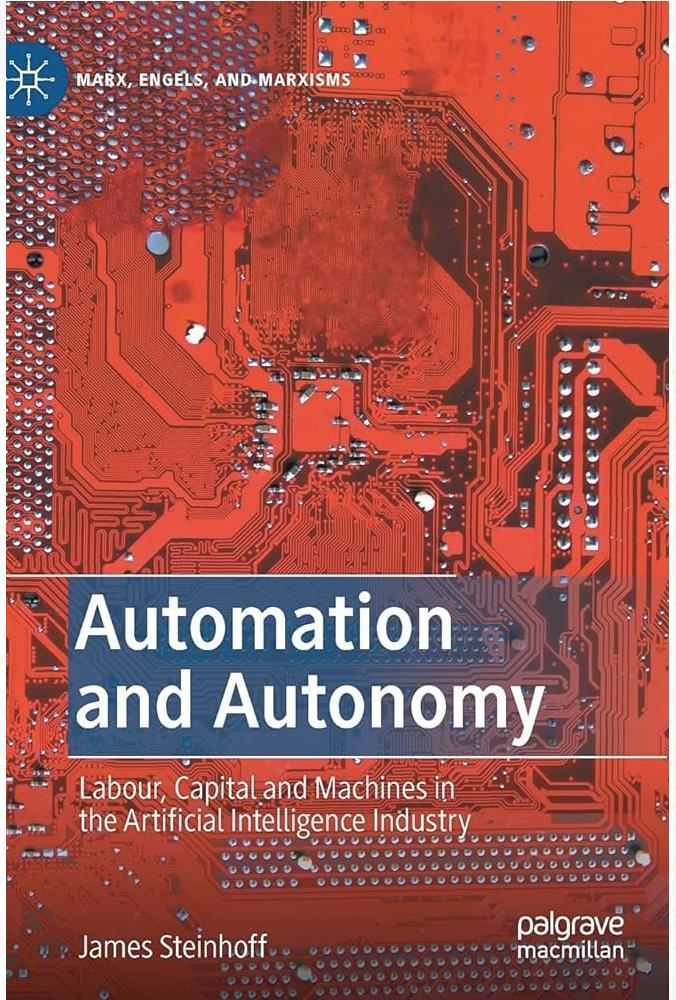 MARX, ENGELS, AND MARXISMS
Automation
and Autonomy
Labour, Capital and Machines in
the Artificial Intelligence Industry
James Steinhoff
palgrave
macmillan